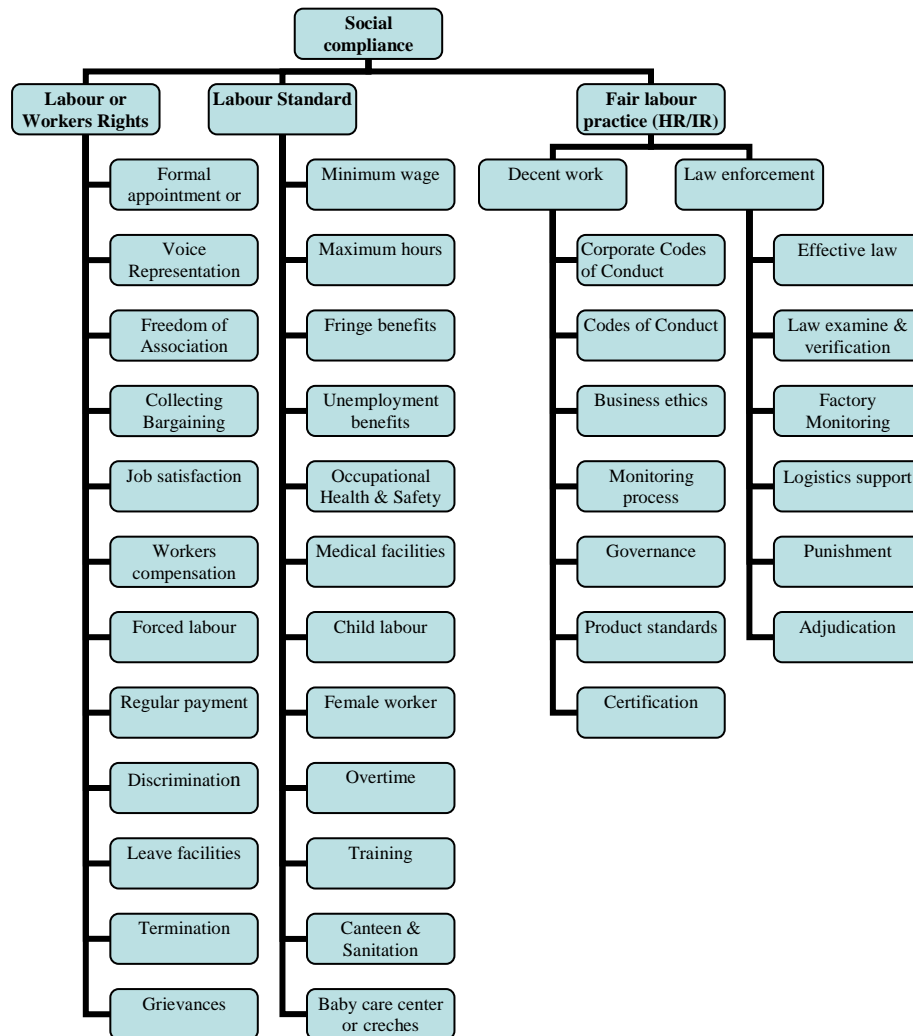 Social
compliance
Labour or
Workers Rights
Labour Standard
Fair labour
practice (HR/IR)
Decent work
Law enforcement
Formal
appointment or
Voice
Representation
Freedom of
Association
Collecting
Bargaining
Job satisfaction
Workers
compensation
Forced labour
Regular payment
Discrimination
Leave facilities
Termination
Grievances
Minimum wage
Maximum hours
Fringe benefits
Unemployment
benefits
Occupational
Health & Safety
Medical facilities
Child labour
Female worker
Overtime
Training
Canteen &
Sanitation
Baby care center
or creches
Corporate Codes
of Conduct
Codes of Conduct
Business ethics
Monitoring
process
Governance
Product standards
Certification
Effective law
Law examine &
verification
Factory
Monitoring
Logistics support
Punishment
Adjudication